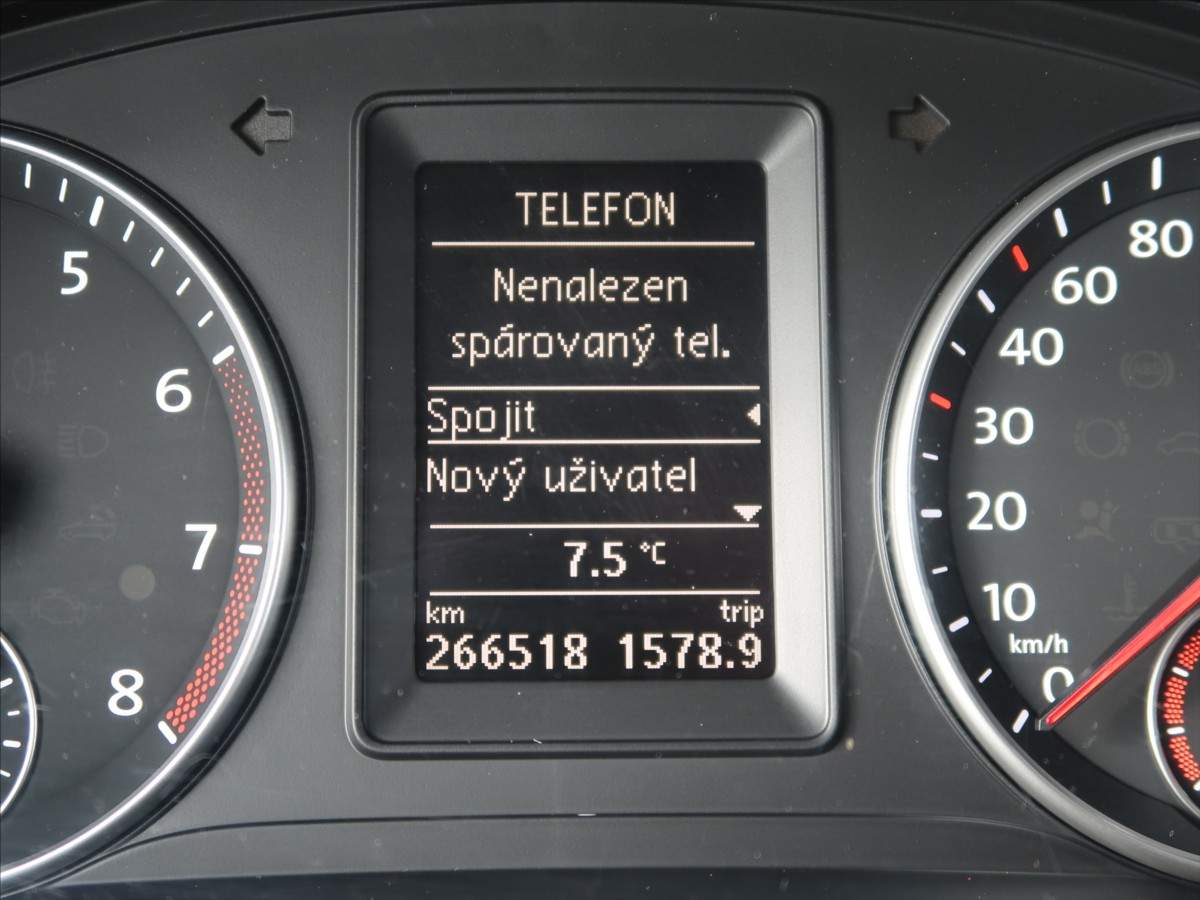 TELEFON
Nenalezen
spárovaný tel.
Spojit
Nový uživatel
7.5 °C
km trip
266518 1578.9
5
6
7
8
80
60
40
30
20
10
km/h
0